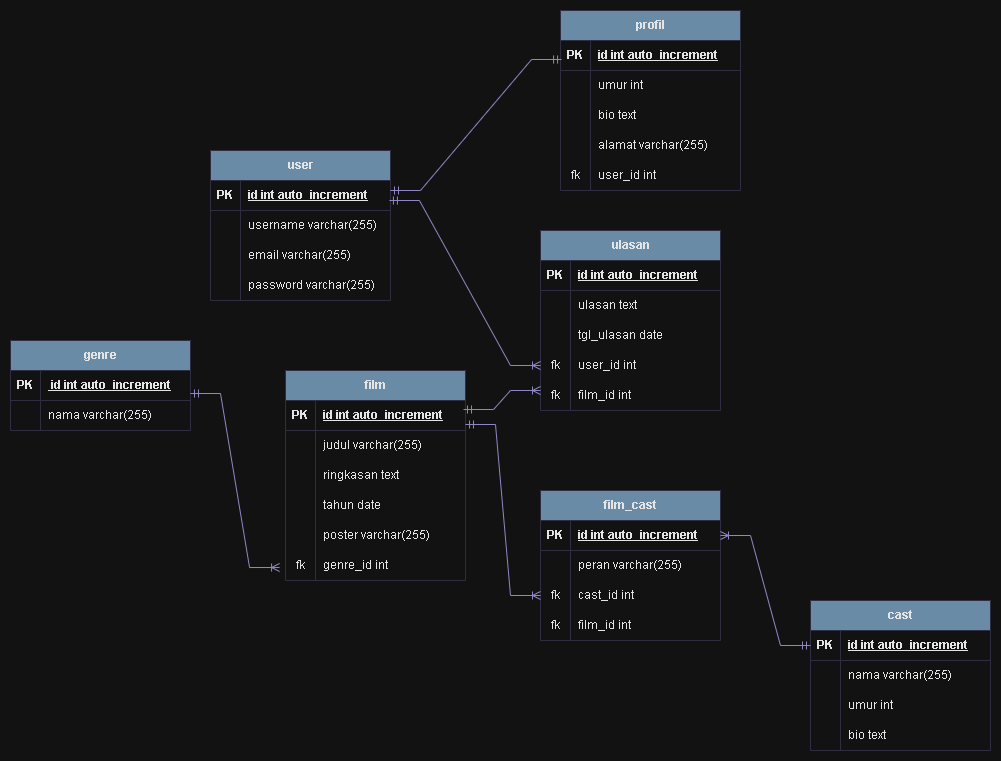 profil
PK id int auto_increment
umur int
bio text
alamat varchar(255)
fk user_id int
user
PK id int auto_increment
username varchar(255)
email varchar(255)
password varchar(255)
ulasan
PK id int auto_increment
ulasan text
tgl_ulasan date
fk user_id int
fk film_id int
genre
PK id int auto_increment
nama varchar(255)
film
PK id int auto_increment
judul varchar(255)
ringkasan text
tahun date
poster varchar(255)
fk genre_id int
film_cast
PK id int auto_increment
peran varchar(255)
fk cast_id int
fk film_id int
cast
PK id int auto_increment
nama varchar(255)
umur int
bio text